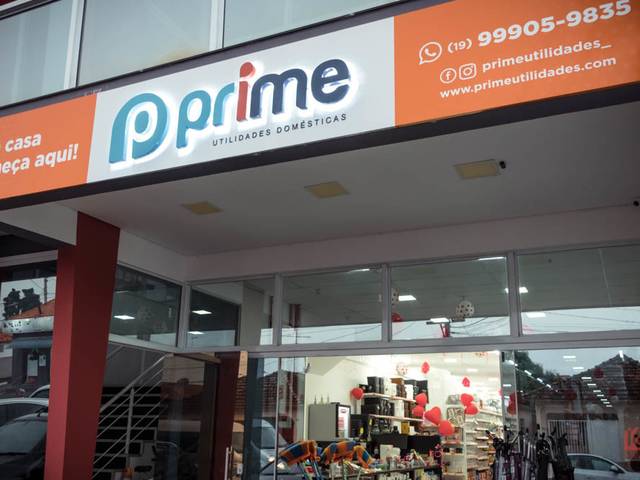 casa
eça aqui!
prime
UTILIDADES DOMÉSTICAS
(19) 99905-9835
primeutilidades_
www.primeutilidades.com